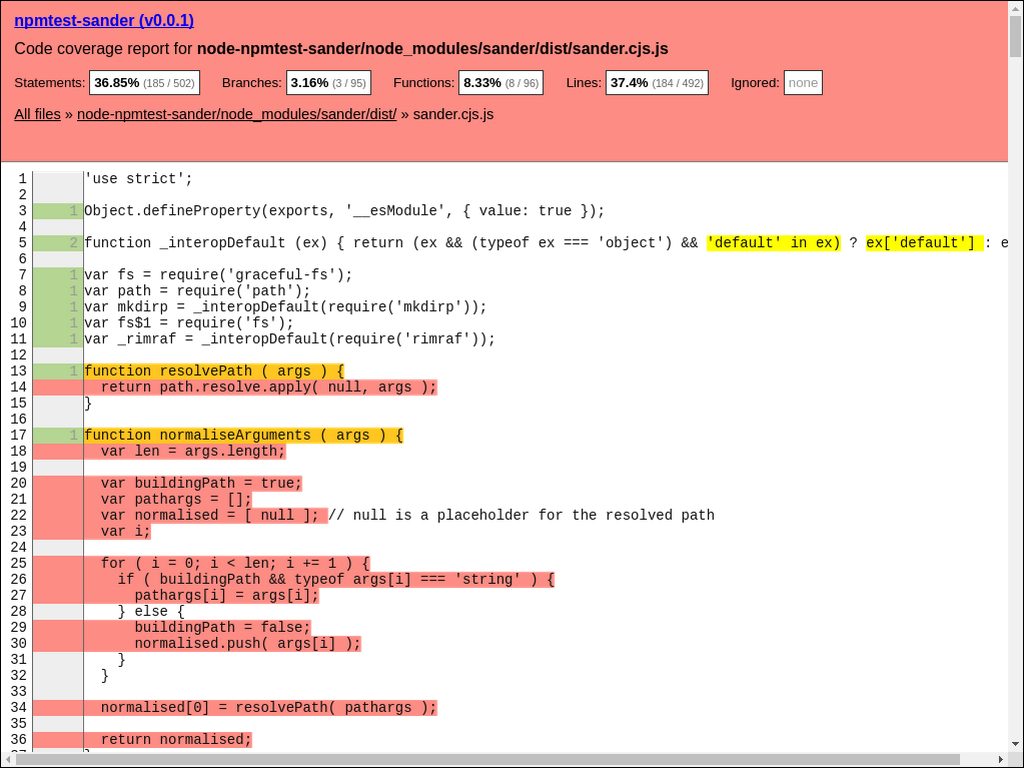 npmtest-sander (v0.0.1)
Code coverage report for node-npmtest-sander/node_modules/sander/dist/sander.cjs.js
Statements: 36.85% (185 / 502) Branches: 3.16% (3 / 95) Functions: 8.33% (8 / 96) Lines: 37.4% (184 / 492) Ignored: none
All files » node-npmtest-sander/node_modules/sander/dist/ » sander.cjs.js
1 'use strict';
2
3 1 Object.defineProperty(exports, '__esModule', { value: true });
4
5 2 function _interopDefault (ex) { return (ex && (typeof ex === 'object') && 'default' in ex) ? ex['default'] : e
6
7 1 var fs = require('graceful-fs');
8 1 var path = require('path');
9 1 var mkdirp = _interopDefault(require('mkdirp'));
10 1 var fs$1 = require('fs');
11 1 var _rimraf = _interopDefault(require('rimraf'));
12
13 1 function resolvePath ( args ) {
14 return path.resolve.apply( null, args );
15 }
16
17 1 function normaliseArguments ( args ) {
18 var len = args.length;
19
20 var buildingPath = true;
21 var pathargs = [];
22 var normalised = [ null ]; // null is a placeholder for the resolved path
23 var i;
24
25 for ( i = 0; i < len; i += 1 ) {
26 if ( buildingPath && typeof args[i] === 'string' ) {
27 pathargs[i] = args[i];
28 } else {
29 buildingPath = false;
30 normalised.push( args[i] );
31 }
32 }
33
34 normalised[0] = resolvePath( pathargs );
35
36 return normalised;